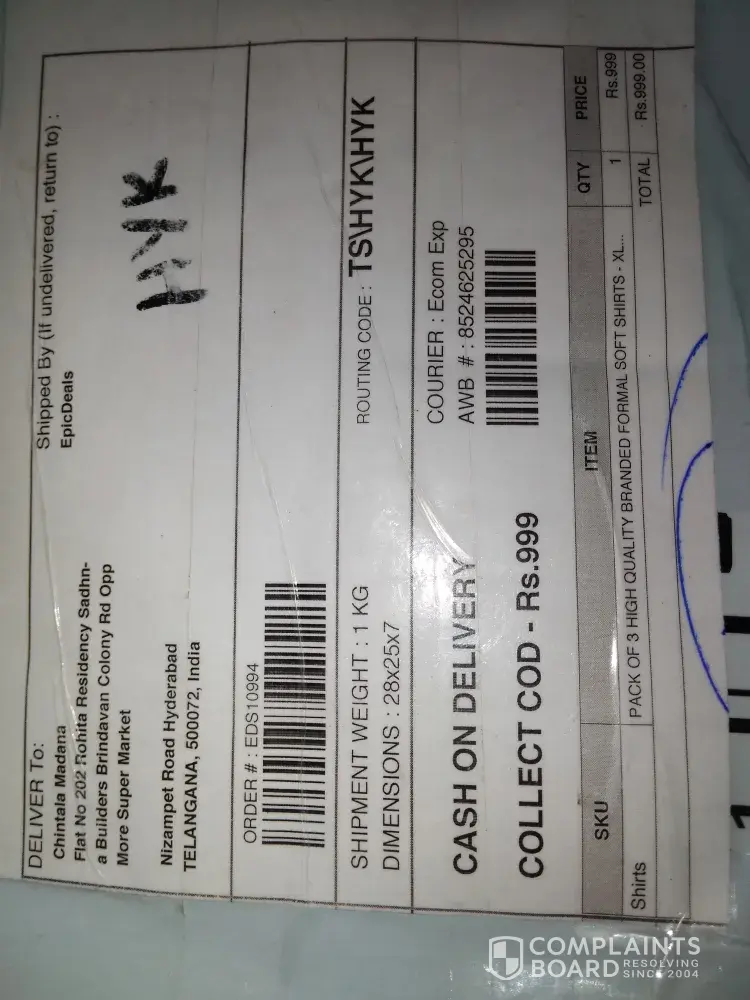 DELIVER To:
Chintala Madana
Flat No 202 Rohita Residency Sadhn-
a Builders Brindavan Colony Rd Opp
More Super Market
Nizampet Road Hyderabad
TELANGANA, 500072, India
Shipped By (If undelivered, return to) :
EpicDeals
HYK
ORDER # : EDS10994
SHIPMENT WEIGHT : 1 KG
DIMENSIONS : 28x25x7
ROUTING CODE : TS\HYK\HYK
CASH ON DELIVERY
COLLECT COD - Rs.999
COURIER : Ecom Exp
AWB # : 8524625295
SKU ITEM QTY PRICE
Shirts PACK OF 3 HIGH QUALITY BRANDED FORMAL SOFT SHIRTS - XL... 1 Rs.999
TOTAL Rs.999.00
COMPLAINTS
BOARD RESOLVING
SINCE 2004